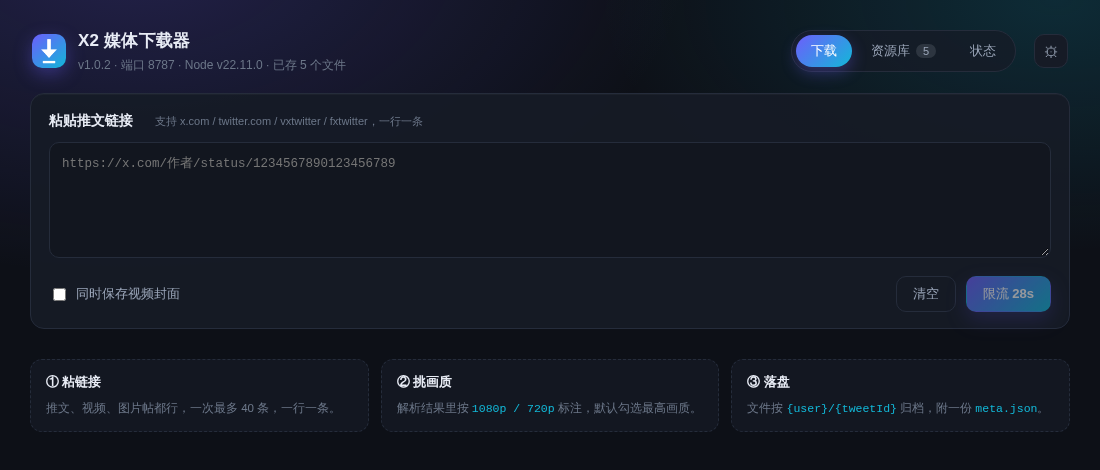 X2 媒体下载器
v1.0.2 · 端口 8787 · Node v22.11.0 · 已存 5 个文件
下载
资源库 5
状态
粘贴推文链接
支持 x.com / twitter.com / vxtwitter / fxtwitter，一行一条
https://x.com/作者/status/1234567890123456789
同时保存视频封面
清空
限流 28s
① 粘链接
推文、视频、图片帖都行，一次最多 40 条，一行一条。
② 挑画质
解析结果里按 1080p / 720p 标注，默认勾选最高画质。
③ 落盘
文件按 {user}/{tweetId} 归档，附一份 meta.json。